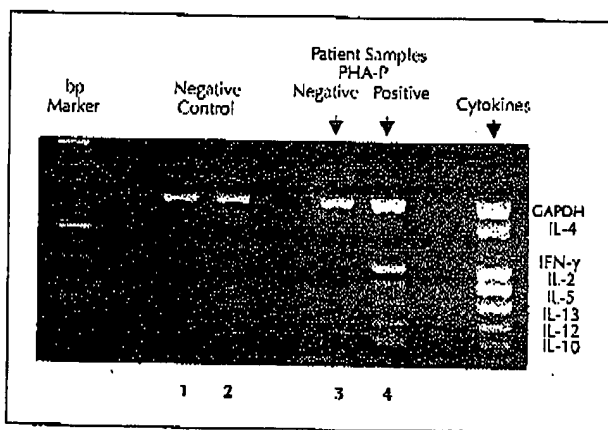 Patient Samples
PHA-P
bp Marker
Negative Control
Negative Positive
Cytokines
GAPDH
IL-4
IFN-γ
IL-2
IL-5
IL-13
IL-12
IL-10
1 2 3 4